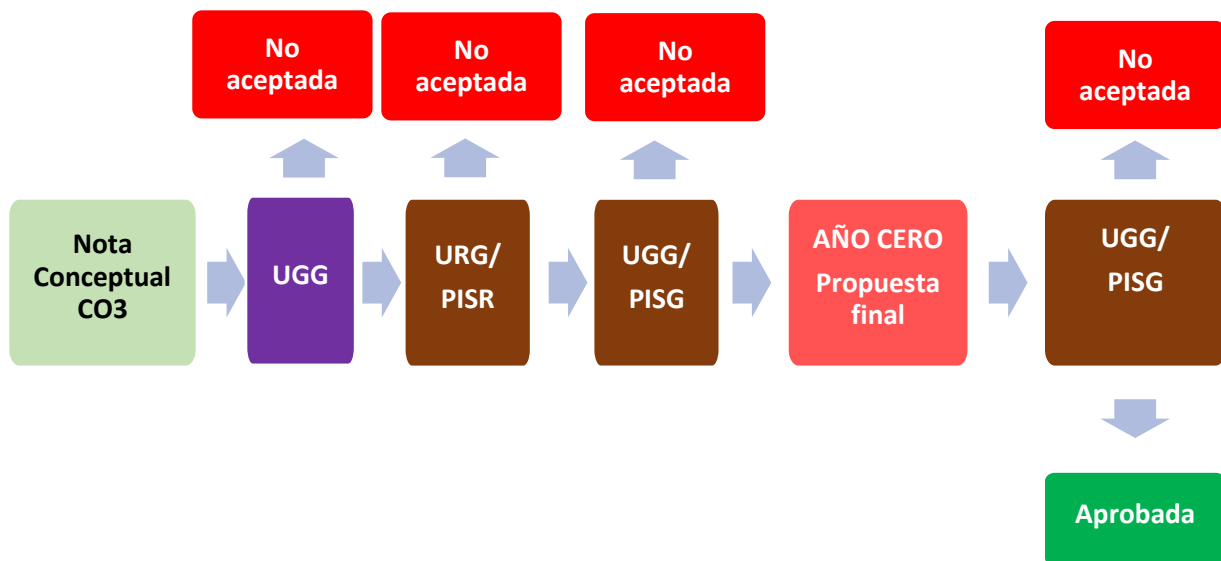 No
aceptada
No
aceptada
No
aceptada
No
aceptada
Nota
Conceptual
CO3
UGG
URG/
PISR
UGG/
PISG
AÑO CERO
Propuesta
final
UGG/
PISG
Aprobada